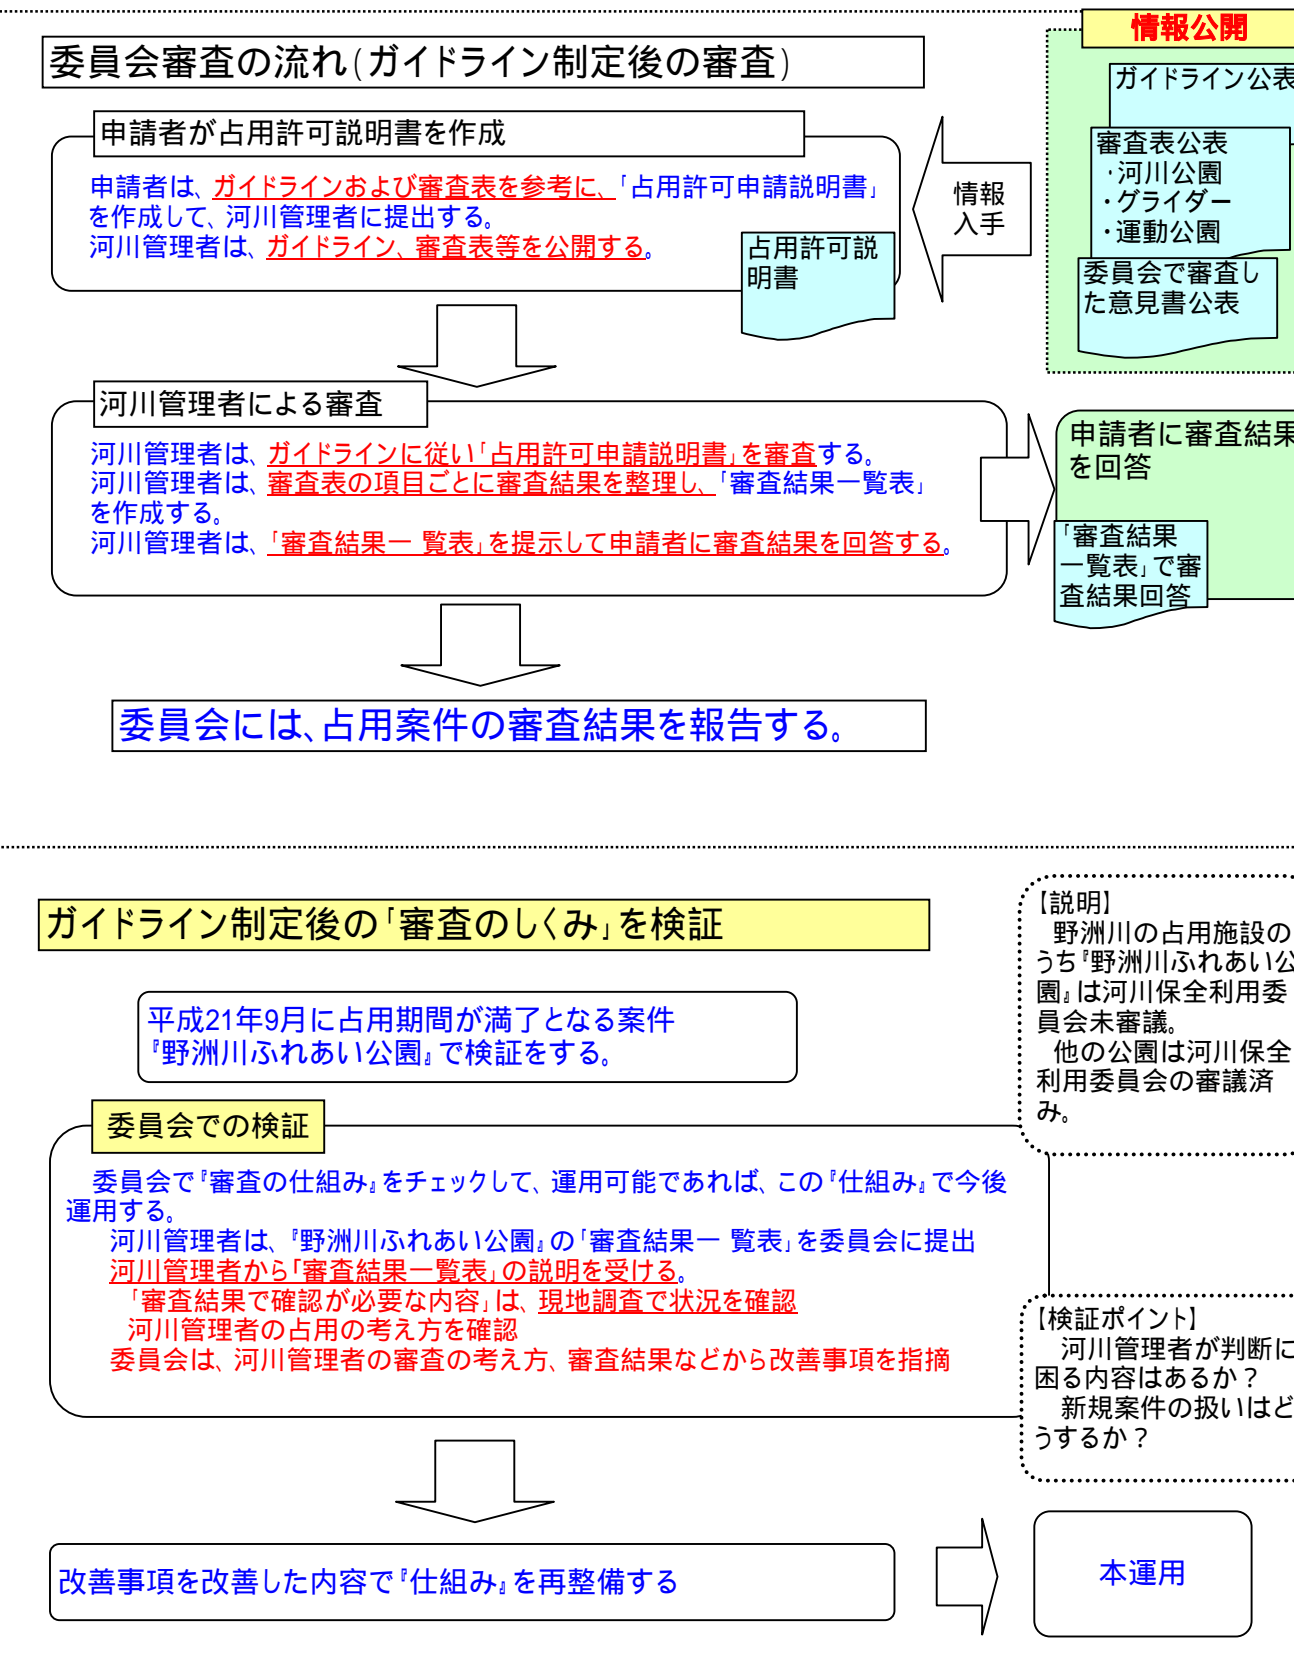 委員会審査の流れ(ガイドライン制定後の審査)
申請者が占用許可説明書を作成
申請者は、ガイドラインおよび審査表を参考に、「占用許可申請説明書」
を作成して、河川管理者に提出する。
河川管理者は、ガイドライン、審査表等を公開する。
占用許可説
明書
情報
入手
情報公開
ガイドライン公表
審査表公表
・河川公園
・グライダー
・運動公園
委員会で審査し
た意見書公表
河川管理者による審査
河川管理者は、ガイドラインに従い「占用許可申請説明書」を審査する。
河川管理者は、審査表の項目ごとに審査結果を整理し、「審査結果一覧表」
を作成する。
河川管理者は、「審査結果一 覧表」を提示して申請者に審査結果を回答する。
申請者に審査結果
を回答
「審査結果
一覧表」で審
査結果回答
委員会には、占用案件の審査結果を報告する。
ガイドライン制定後の「審査のしくみ」を検証
平成21年9月に占用期間が満了となる案件
『野洲川ふれあい公園』で検証をする。
【説明】
野洲川の占用施設の
うち『野洲川ふれあい公
園』は河川保全利用委
員会未審議。
他の公園は河川保全
利用委員会の審議済
み。
委員会での検証
委員会で『審査の仕組み』をチェックして、運用可能であれば、この『仕組み』で今後
運用する。
河川管理者は、『野洲川ふれあい公園』の「審査結果一 覧表」を委員会に提出
河川管理者から「審査結果一覧表」の説明を受ける。
「審査結果で確認が必要な内容」は、現地調査で状況を確認
河川管理者の占用の考え方を確認
委員会は、河川管理者の審査の考え方、審査結果などから改善事項を指摘
【検証ポイント】
河川管理者が判断に
困る内容はあるか?
新規案件の扱いはど
うするか?
改善事項を改善した内容で『仕組み』を再整備する
本運用